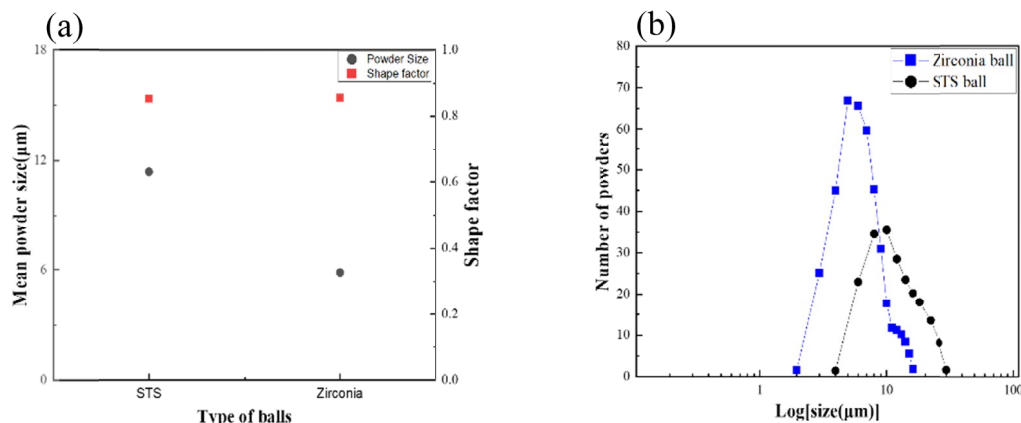 (a)
18
12
6
0
Mean powder size(μm)
1.0
0.8
0.6
0.4
0.2
0.0
Shape factor
Powder Size
Shape factor
STS
Zirconia
Type of balls
(b)
80
70
60
50
40
30
20
10
0
Number of powders
Zirconia ball
STS ball
1
10
100
Log[size(μm)]